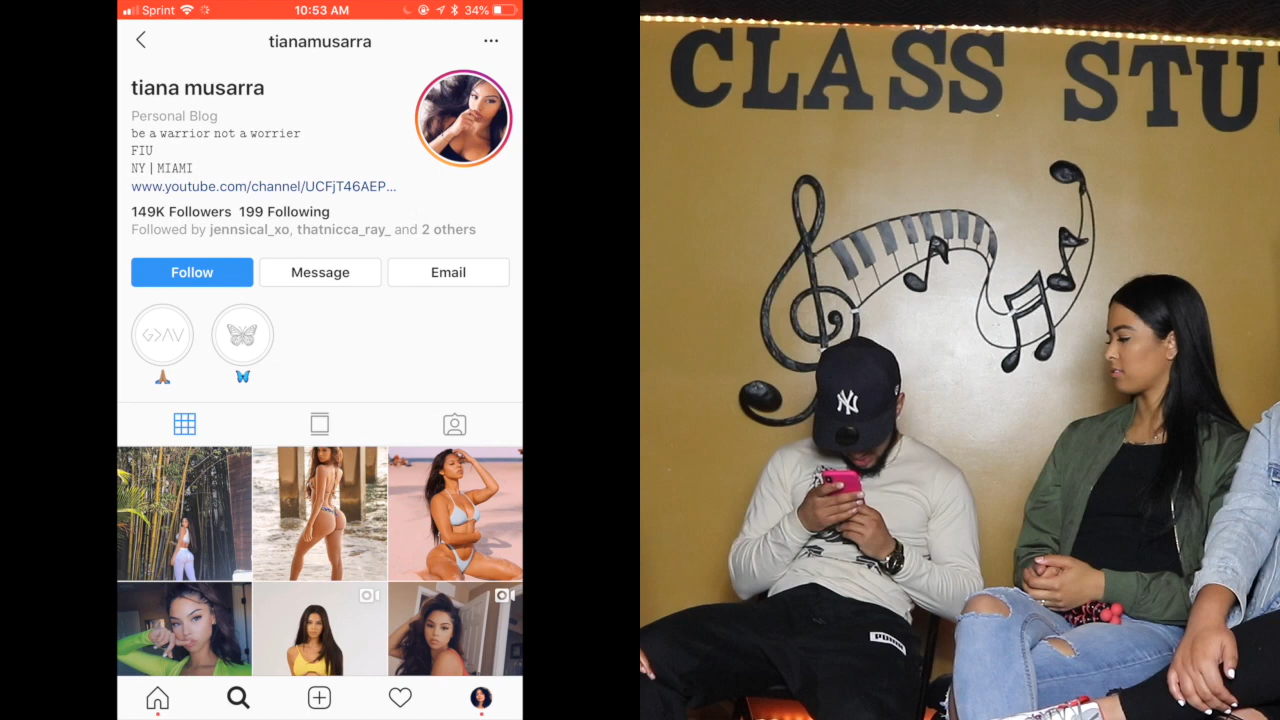 Sprint 10:53 AM 34%
tianamusarra
tiana musarra
Personal Blog
be a warrior not a worrier
FIU
NY | MIAMI
www.youtube.com/channel/UCFjT46AEP...
149K Followers 199 Following
Followed by jennsical_xo, thatnicca_ray_ and 2 others
Follow Message Email
G>ΛV
CLASS STU
NY
PUMA